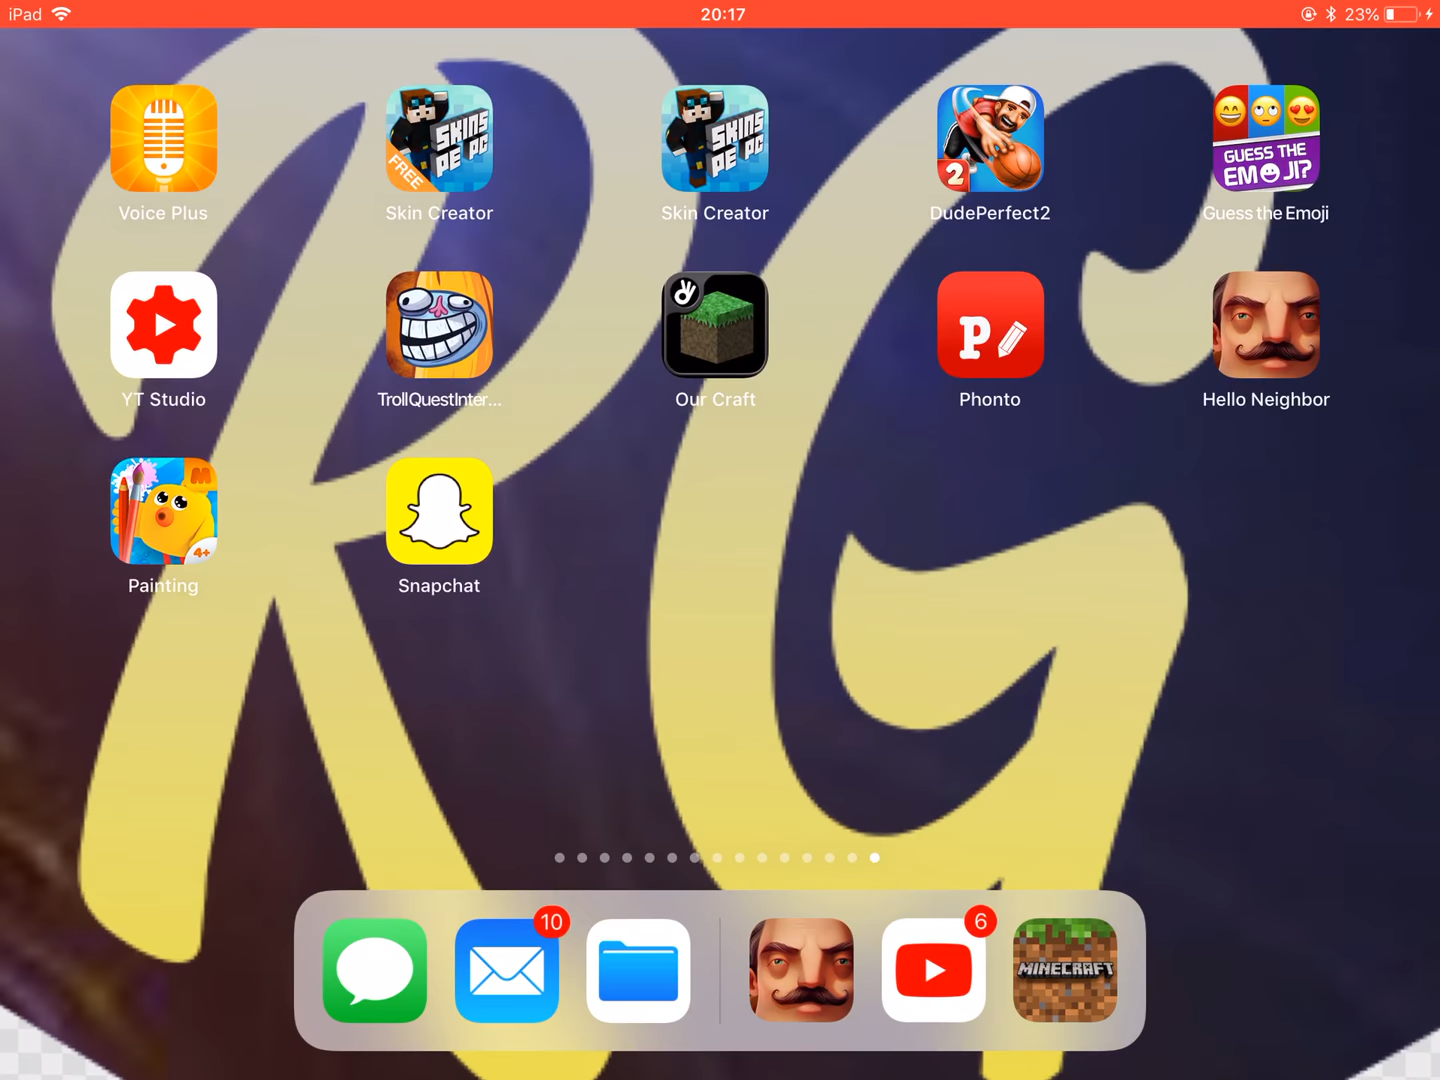 iPad 20:17 23%
RG
FREE SKINS PE PC
SKINS PE PC
2
GUESS THE EMOJI?
Voice Plus Skin Creator Skin Creator DudePerfect2 Guess the Emoji
P
YT Studio TrollQuestInter... Our Craft Phonto Hello Neighbor
M
4+
Painting Snapchat
10 6
MINECRAFT